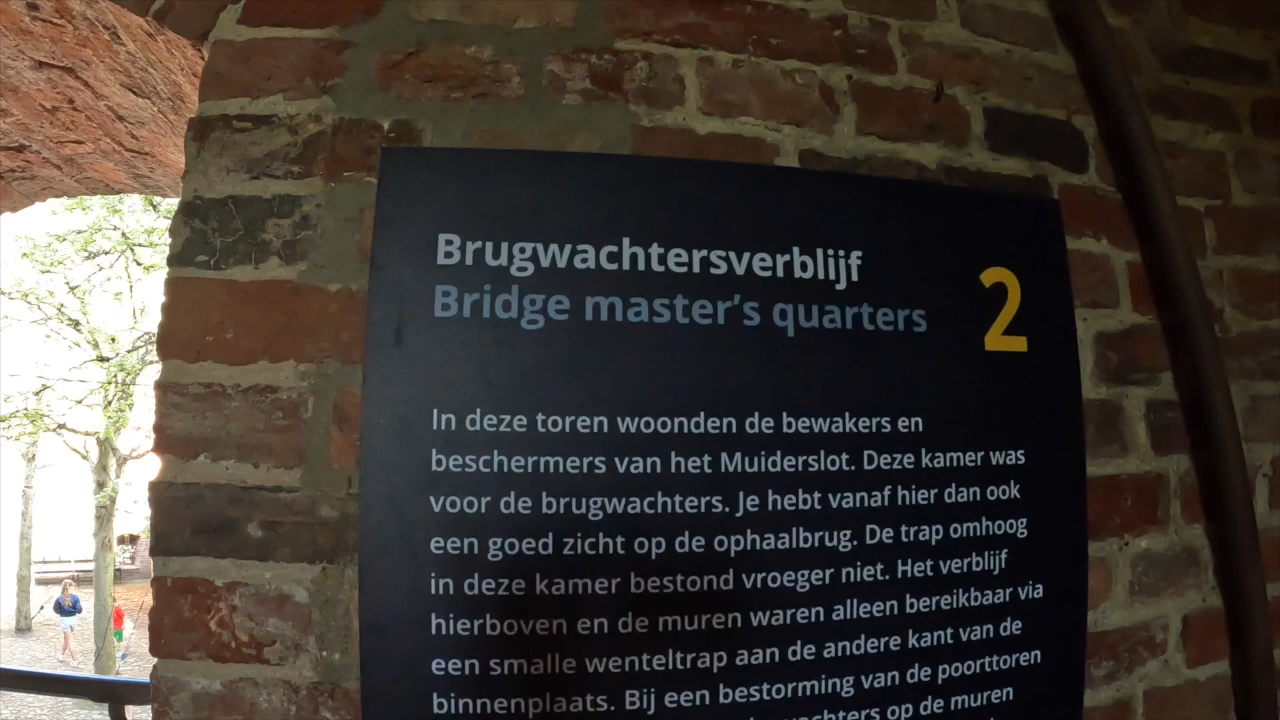 Brugwachtersverblijf
Bridge master's quarters
2
In deze toren woonden de bewakers en
beschermers van het Muiderslot. Deze kamer was
voor de brugwachters. Je hebt vanaf hier dan ook
een goed zicht op de ophaalbrug. De trap omhoog
in deze kamer bestond vroeger niet. Het verblijf
hierboven en de muren waren alleen bereikbaar via
een smalle wenteltrap aan de andere kant van de
binnenplaats. Bij een bestorming van de poorttoren
op de muren